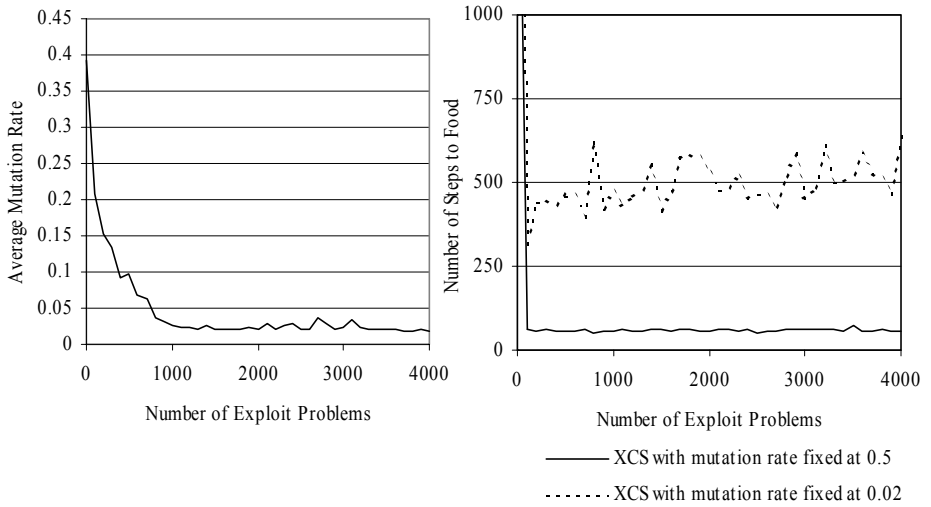 0.45
0.4
0.35
0.3
0.25
0.2
0.15
0.1
0.05
0
Average Mutation Rate
0 1000 2000 3000 4000
Number of Exploit Problems
1000
750
500
250
0
Number of Steps to Food
0 1000 2000 3000 4000
Number of Exploit Problems
XCS with mutation rate fixed at 0.5
XCS with mutation rate fixed at 0.02